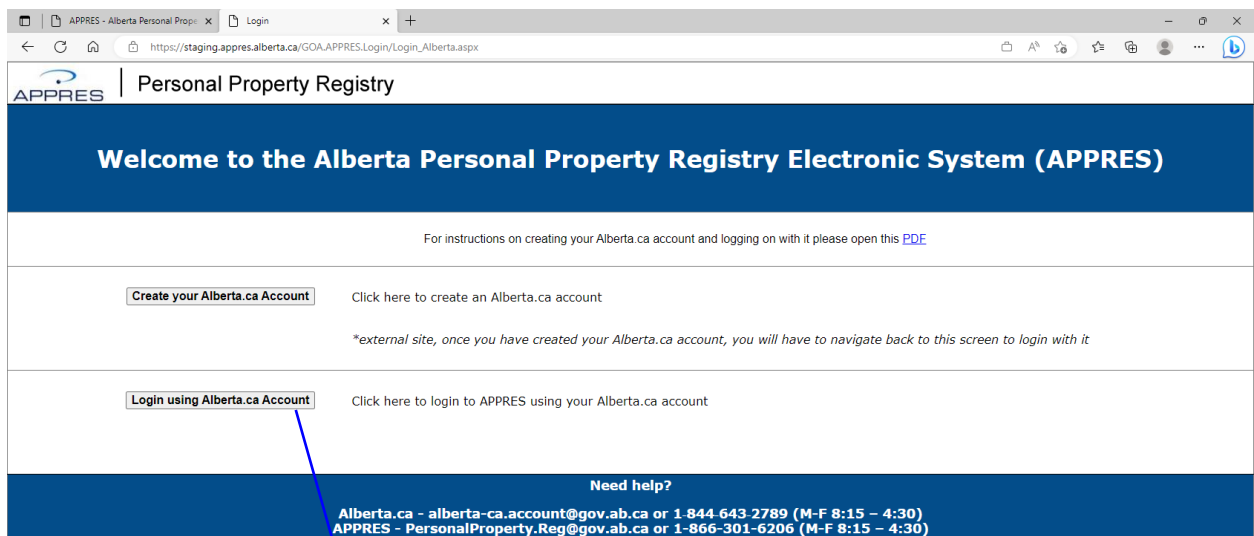 APPRES - Alberta Personal Prope
Login
https://staging.appres.alberta.ca/GOA.APPRES.Login/Login_Alberta.aspx
APPRES
Personal Property Registry
Welcome to the Alberta Personal Property Registry Electronic System (APPRES)
For instructions on creating your Alberta.ca account and logging on with it please open this PDF
Create your Alberta.ca Account
Click here to create an Alberta.ca account
*external site, once you have created your Alberta.ca account, you will have to navigate back to this screen to login with it
Login using Alberta.ca Account
Click here to login to APPRES using your Alberta.ca account
Need help?
Alberta.ca - alberta-ca.account@gov.ab.ca or 1-844-643-2789 (M-F 8:15 – 4:30)
APPRES - PersonalProperty.Reg@gov.ab.ca or 1-866-301-6206 (M-F 8:15 – 4:30)